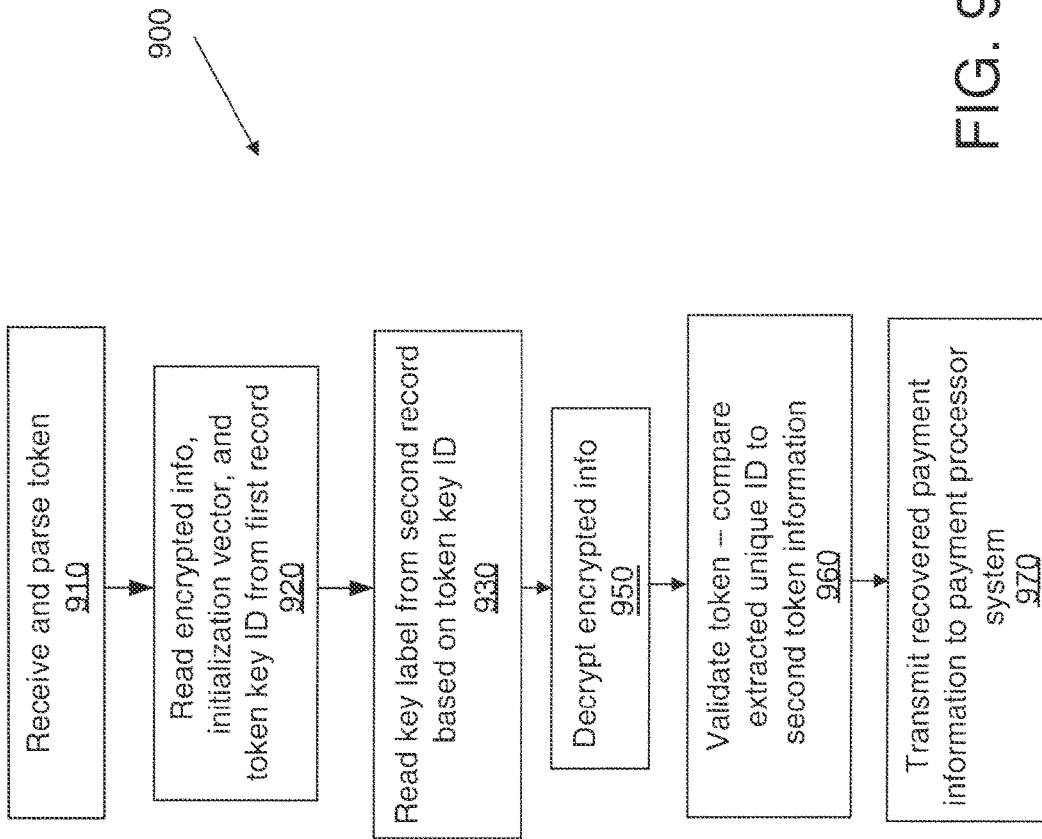 900
Receive and parse token
910
Read encrypted info,
initialization vector, and
token key ID from first record
920
Read key label from second record
based on token key ID
930
Decrypt encrypted info
950
Validate token – compare
extracted unique ID to
second token information
960
Transmit recovered payment
information to payment processor
system
970
FIG. 9